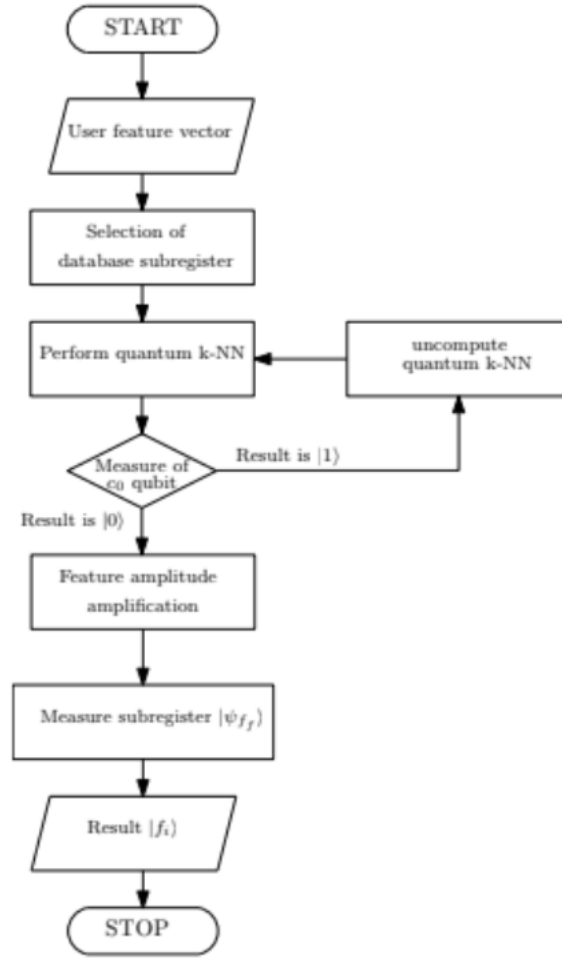 START
User feature vector
Selection of
database subregister
Perform quantum k-NN
uncompute
quantum k-NN
Measure of
c₀ qubit
Result is |1⟩
Result is |0⟩
Feature amplitude
amplification
Measure subregister |ψ_{f_f}⟩
Result |f_i⟩
STOP